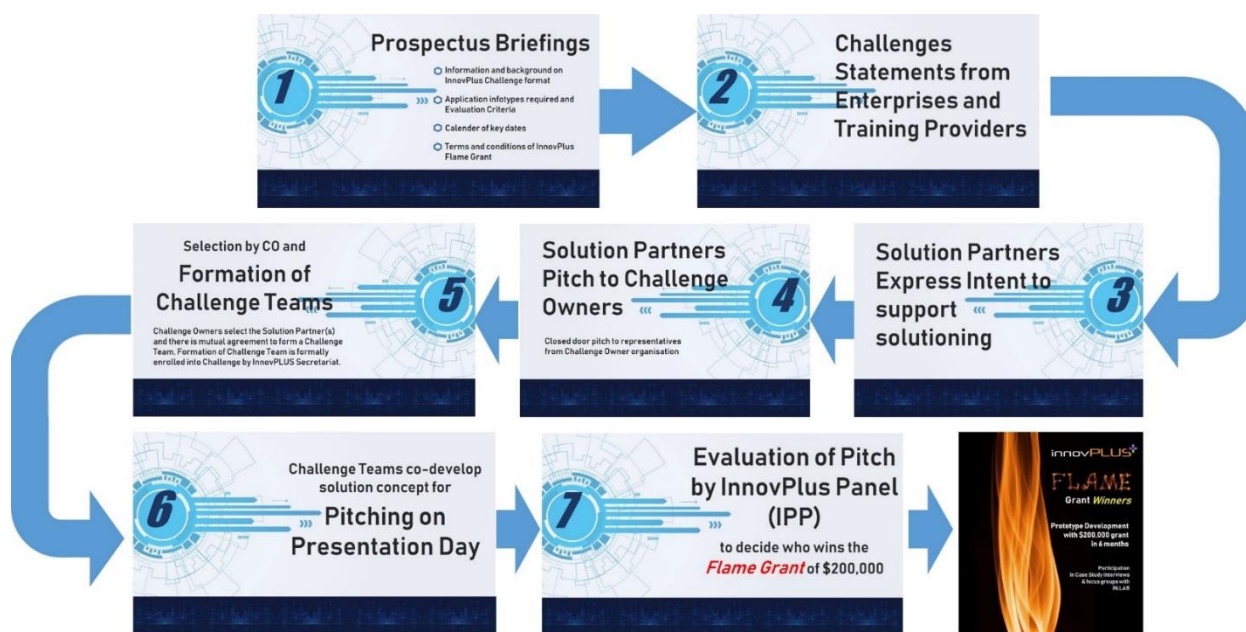 1
Prospectus Briefings
Information and background on
InnovPlus Challenge format
Application infotypes required and
Evaluation Criteria
Calender of key dates
Terms and conditions of InnovPlus
Flame Grant
2
Challenges
Statements from
Enterprises and
Training Providers
3
Solution Partners
Express Intent to
support
solutioning
4
Solution Partners
Pitch to Challenge
Owners
Closed door pitch to representatives
from Challenge Owner organisation
5
Selection by CO and
Formation of
Challenge Teams
Challenge Owners select the Solution Partner(s)
and there is mutual agreement to form a Challenge
Team. Formation of Challenge Team is formally
enrolled into Challenge by InnovPLUS Secretariat.
6
Challenge Teams co-develop
solution concept for
Pitching on
Presentation Day
7
Evaluation of Pitch
by InnovPlus Panel
(IPP)
to decide who wins the
Flame Grant of $200,000
innovPLUS
FLAME
Grant Winners
Prototype Development
with $200,000 grant
in 6 months
Participation
in Case Study Interviews
& focus groups with